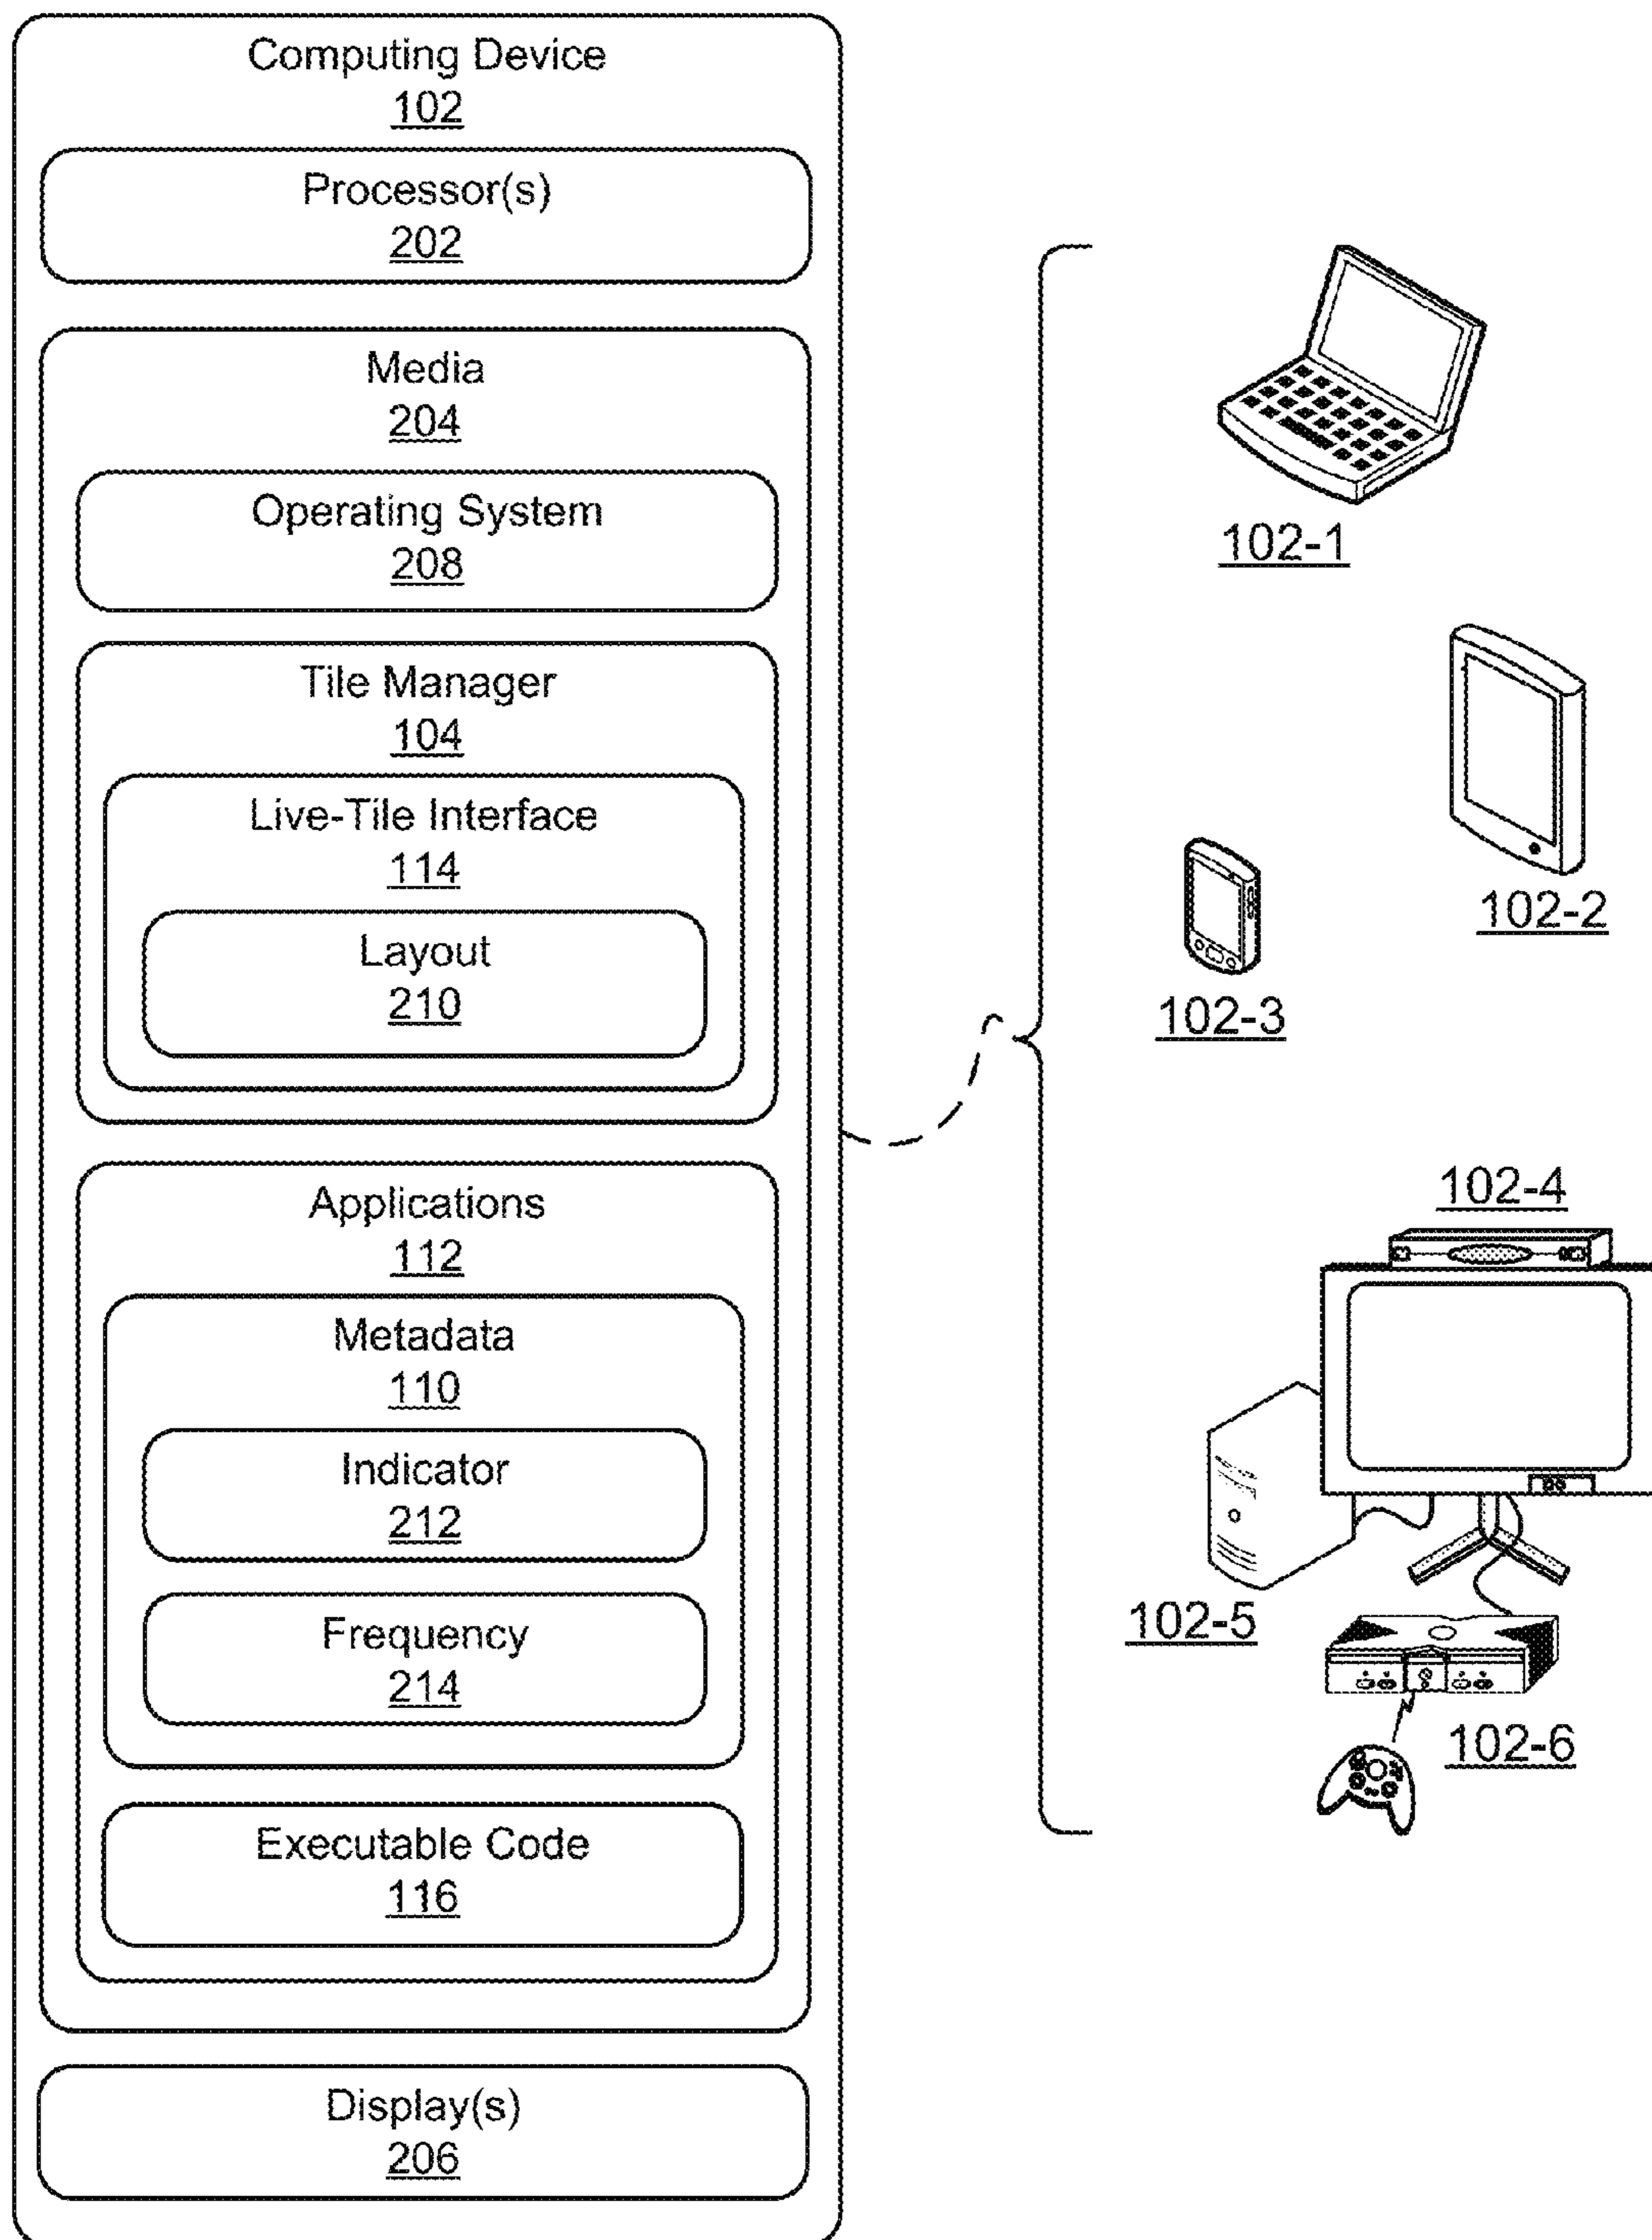 Computing Device
102
Processor(s)
202
Media
204
Operating System
208
Tile Manager
104
Live-Tile Interface
114
Layout
210
Applications
112
Metadata
110
Indicator
212
Frequency
214
Executable Code
116
Display(s)
206
102-1
102-2
102-3
102-4
102-5
102-6